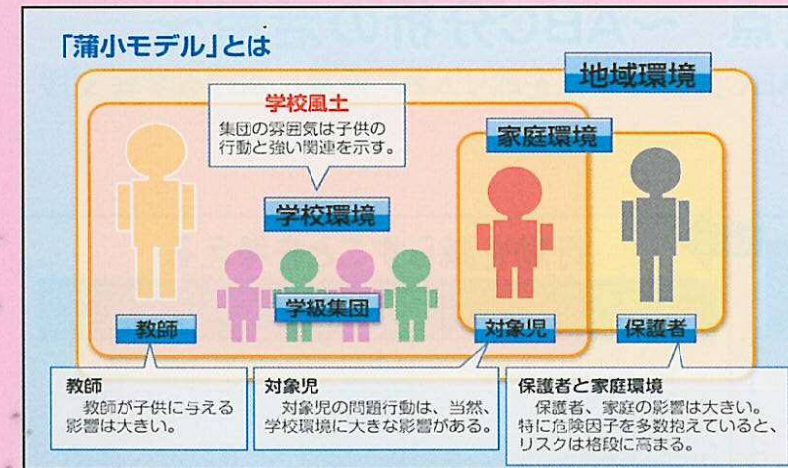 「蒲小モデル」とは
地域環境
学校風土
集団の雰囲気は子供の
行動と強い関連を示す。
家庭環境
学校環境
学級集団
教師
対象児
保護者
教師
教師が子供に与える
影響は大きい。
対象児
対象児の問題行動は、当然、
学校環境に大きな影響がある。
保護者と家庭環境
保護者、家庭の影響は大きい。
特に危険因子を多数抱えていると、
リスクは格段に高まる。